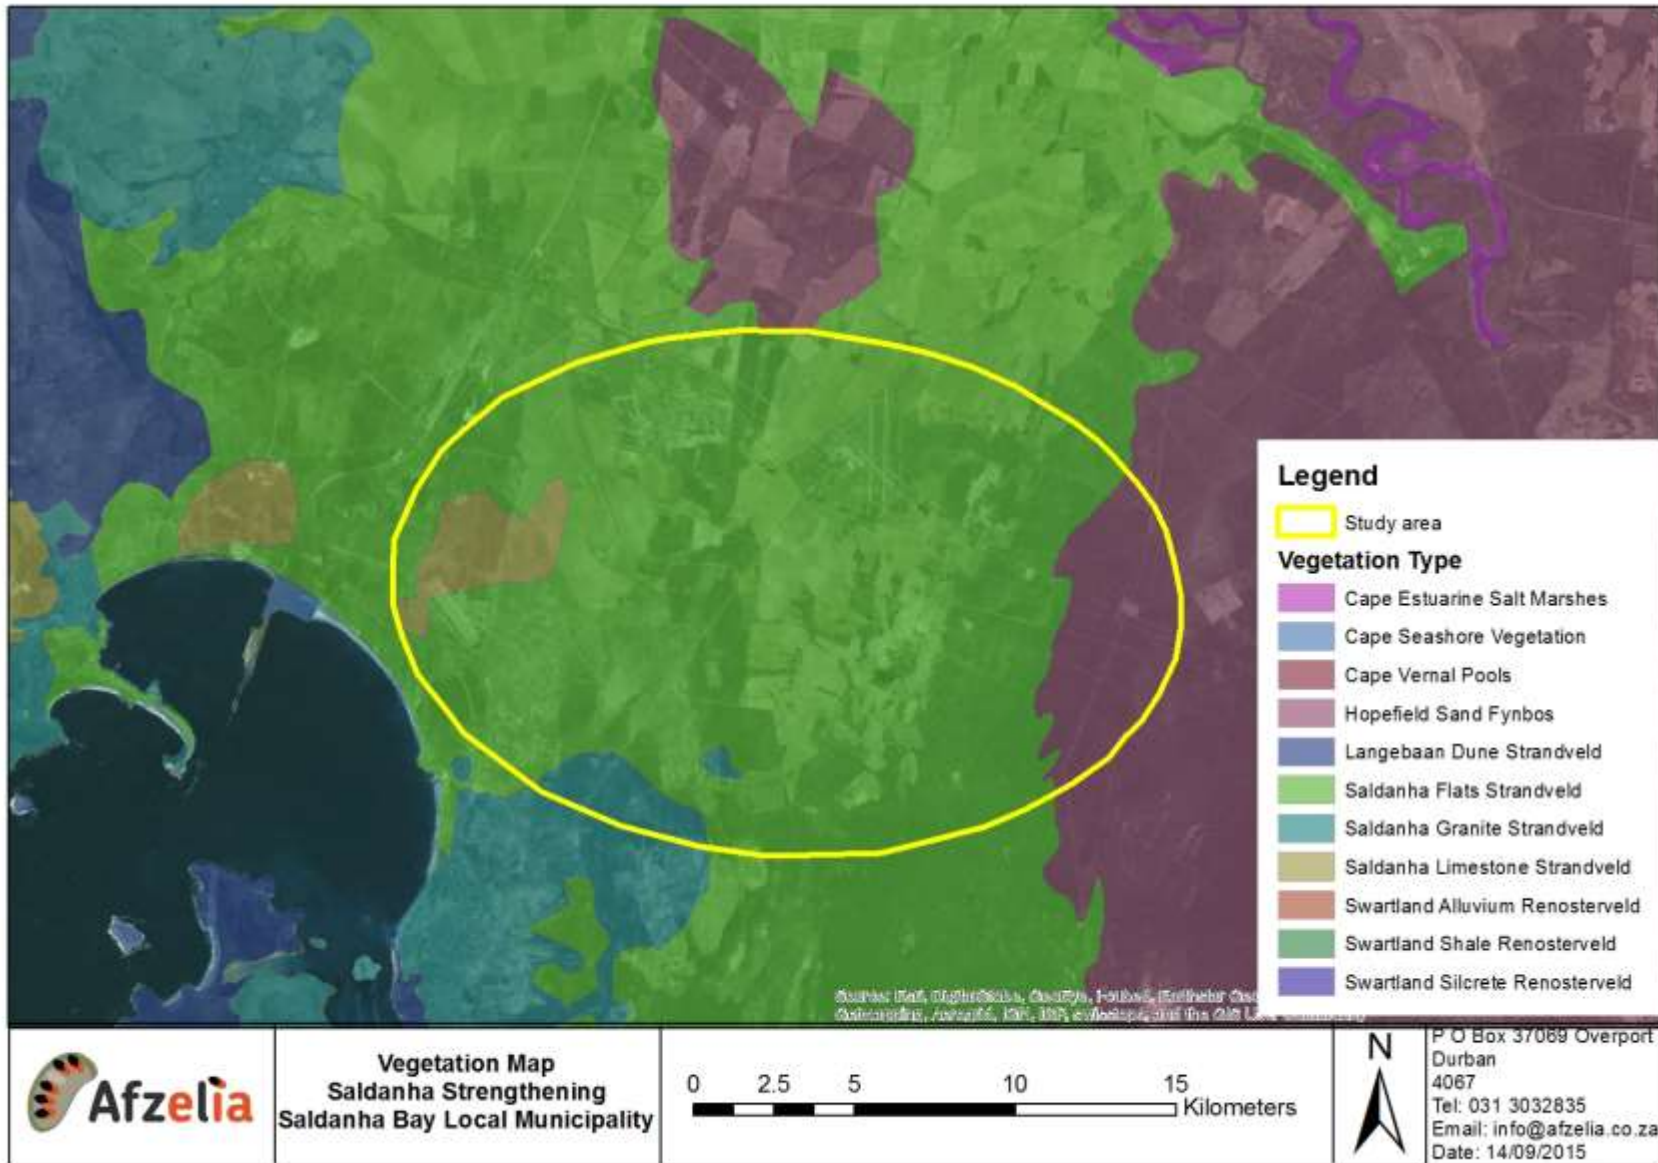 Legend
Study area
Vegetation Type
Cape Estuarine Salt Marshes
Cape Seashore Vegetation
Cape Vernal Pools
Hopefield Sand Fynbos
Langebaan Dune Strandveld
Saldanha Flats Strandveld
Saldanha Granite Strandveld
Saldanha Limestone Strandveld
Swartland Alluvium Renosterveld
Swartland Shale Renosterveld
Swartland Silcrete Renosterveld
Afzelia
Vegetation Map
Saldanha Strengthening
Saldanha Bay Local Municipality
0 2.5 5 10 15
Kilometers
N
P O Box 37069 Overport
Durban
4067
Tel: 031 3032835
Email: info@afzelia.co.za
Date: 14/09/2015